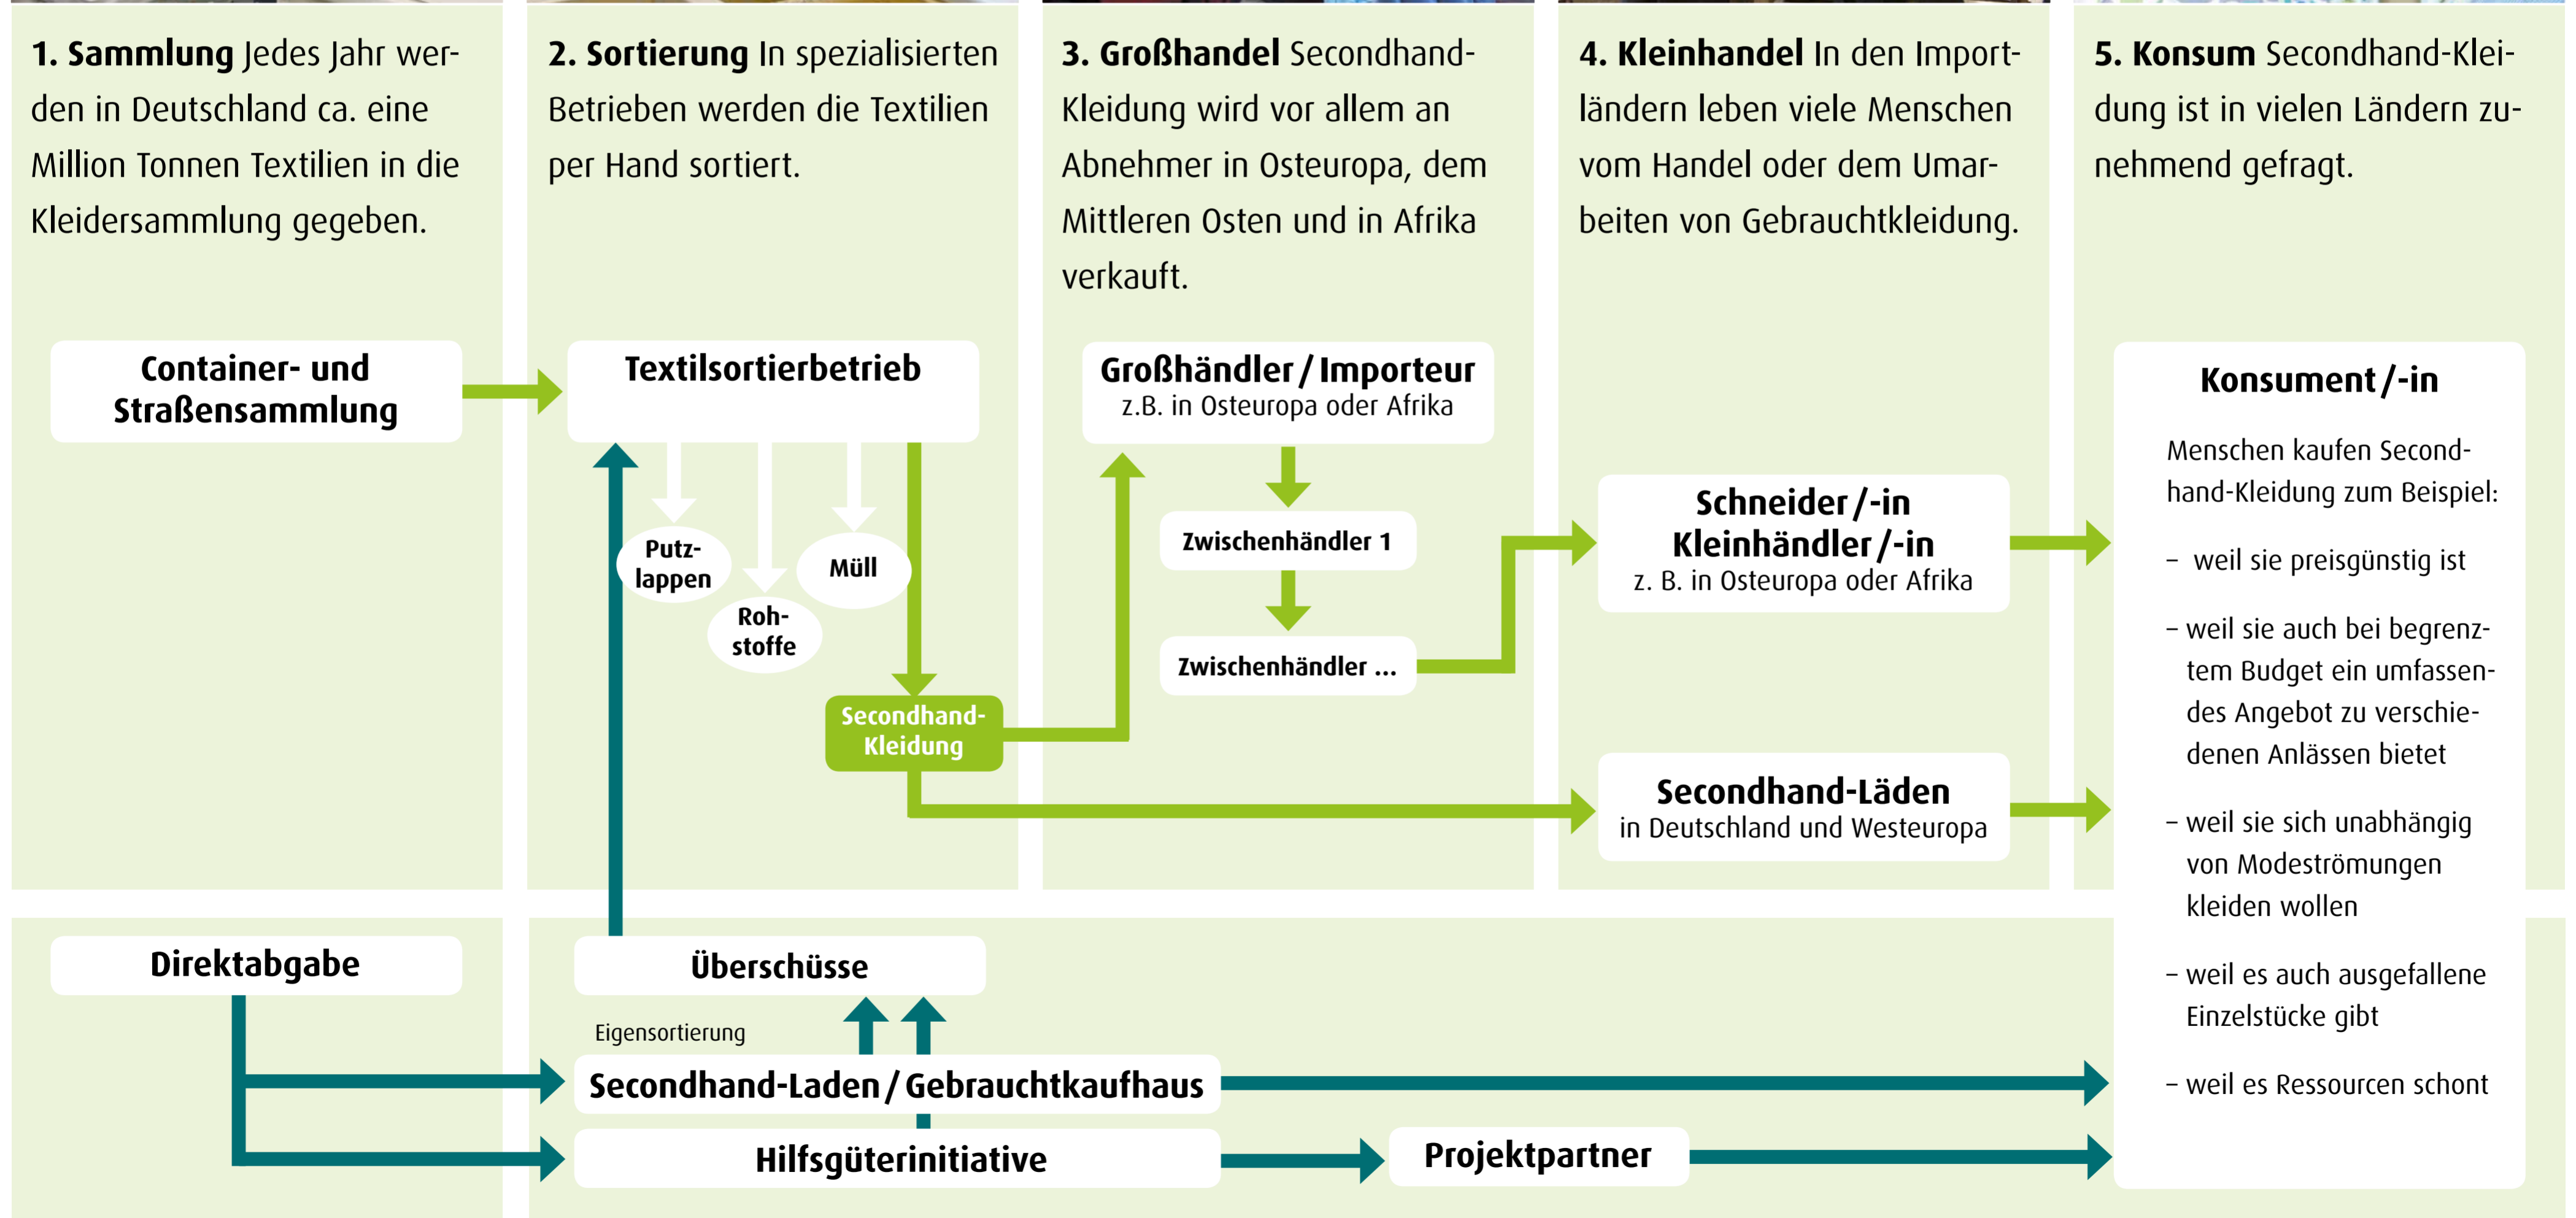 1. Sammlung Jedes Jahr wer-
den in Deutschland ca. eine
Million Tonnen Textilien in die
Kleidersammlung gegeben.
2. Sortierung In spezialisierten
Betrieben werden die Textilien
per Hand sortiert.
3. Großhandel Secondhand-
Kleidung wird vor allem an
Abnehmer in Osteuropa, dem
Mittleren Osten und in Afrika
verkauft.
4. Kleinhandel In den Import-
ländern leben viele Menschen
vom Handel oder dem Umar-
beiten von Gebrauchtkleidung.
5. Konsum Secondhand-Klei-
dung ist in vielen Ländern zu-
nehmend gefragt.
Container- und
Straßensammlung
Textilsortierbetrieb
Putz-
lappen
Roh-
stoffe
Müll
Secondhand-
Kleidung
Großhändler / Importeur
z.B. in Osteuropa oder Afrika
Zwischenhändler 1
Zwischenhändler ...
Schneider /-in
Kleinhändler /-in
z. B. in Osteuropa oder Afrika
Secondhand-Läden
in Deutschland und Westeuropa
Konsument /-in
Menschen kaufen Second-
hand-Kleidung zum Beispiel:
– weil sie preisgünstig ist
– weil sie auch bei begrenz-
tem Budget ein umfassen-
des Angebot zu verschie-
denen Anlässen bietet
– weil sie sich unabhängig
von Modeströmungen
kleiden wollen
– weil es auch ausgefallene
Einzelstücke gibt
– weil es Ressourcen schont
Direktabgabe
Überschüsse
Eigensortierung
Secondhand-Laden / Gebrauchtkaufhaus
Hilfsgüterinitiative
Projektpartner